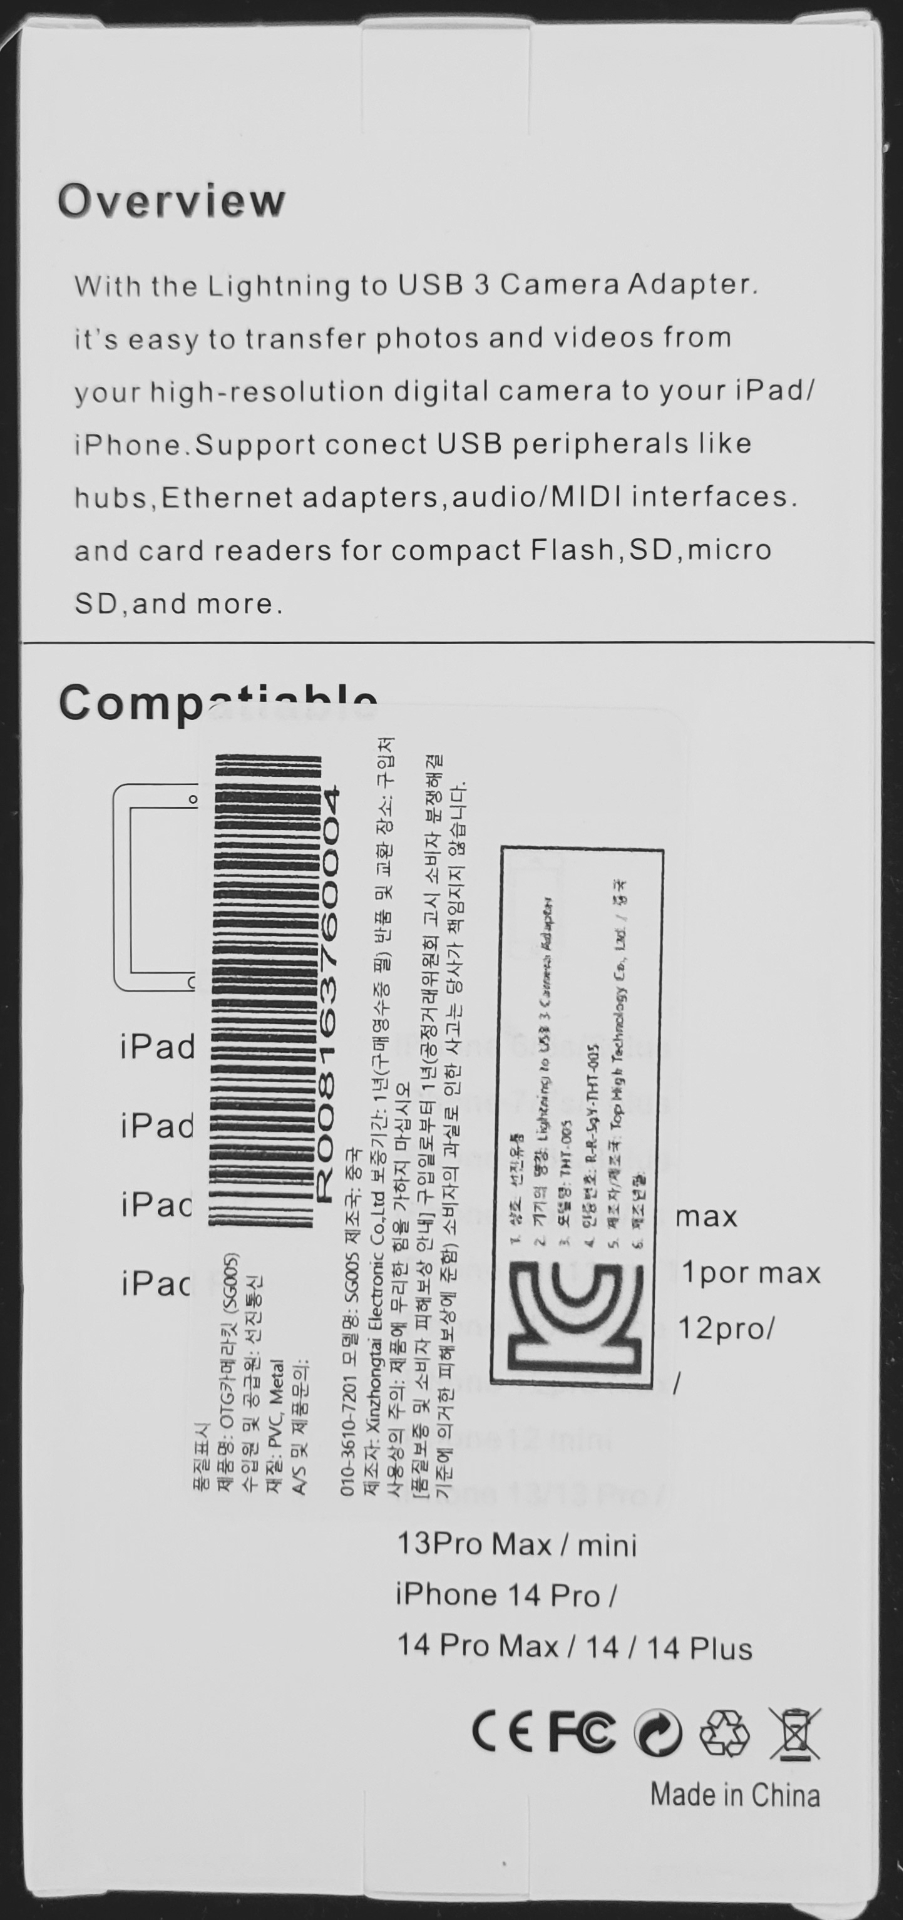 Overview
With the Lightning to USB 3 Camera Adapter.
it's easy to transfer photos and videos from
your high-resolution digital camera to your iPad/
iPhone.Support conect USB peripherals like
hubs,Ethernet adapters,audio/MIDI interfaces.
and card readers for compact Flash,SD,micro
SD,and more.
Compatiable
iPad
iPad
iPad
iPad
품질표시
제품명: OTG카메라킷 (SG005)
수입원 및 공급원: 선진통신
재질: PVC, Metal
A/S 및 제품문의:
R008163760004
010-3610-7201 모델명: SG005 제조국: 중국
제조자: Xinzhongtai Electronic Co,.Ltd 보증기간: 1년(구매영수증 필) 반품 및 교환 장소: 구입처
사용상의 주의: 제품에 무리한 힘을 가하지 마십시오
[품질보증 및 소비자 피해보상 안내] 구입일로부터 1년(공정거래위원회 고시 소비자 분쟁해결
기준에 의거한 피해보상에 준함) 소비자의 과실로 인한 사고는 당사가 책임지지 않습니다.
1. 상호: 선진유통
2. 기기의 명칭: Lightning to USB 3 Camera Adapter
3. 모델명: THT-005
4. 인증번호: R-R-SgY-THT-005
5. 제조자/제조국: Top High Technology Co., Ltd. / 중국
6. 제조년월:
max
1por max
12pro/
/
iPhone 12 mini
iPhone 13/13 Pro /
13Pro Max / mini
iPhone 14 Pro /
14 Pro Max / 14 / 14 Plus
CE FC
Made in China